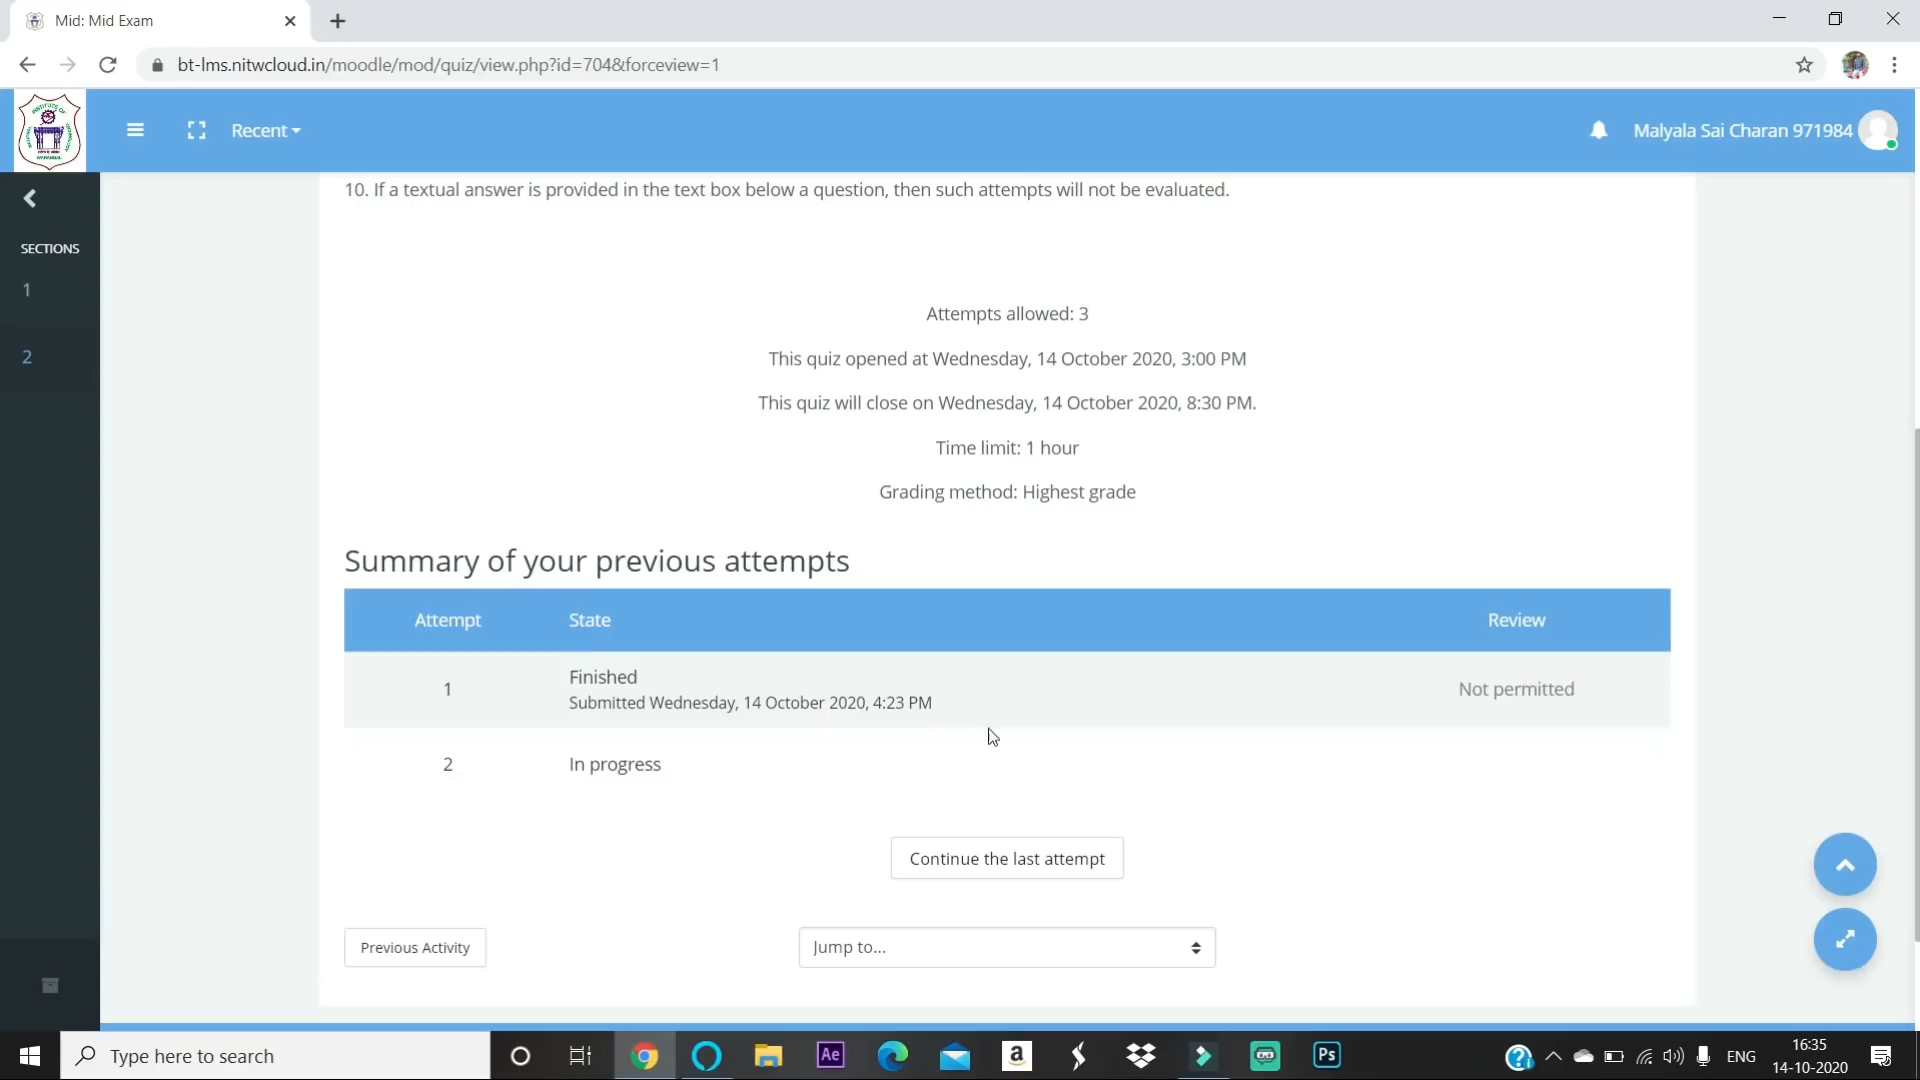 Mid: Mid Exam
bt-lms.nitwcloud.in/moodle/mod/quiz/view.php?id=704&forceview=1
Recent
Malyala Sai Charan 971984
SECTIONS
1
2
10. If a textual answer is provided in the text box below a question, then such attempts will not be evaluated.
Attempts allowed: 3
This quiz opened at Wednesday, 14 October 2020, 3:00 PM
This quiz will close on Wednesday, 14 October 2020, 8:30 PM.
Time limit: 1 hour
Grading method: Highest grade
Summary of your previous attempts
Attempt State Review
1 Finished Not permitted
Submitted Wednesday, 14 October 2020, 4:23 PM
2 In progress
Continue the last attempt
Previous Activity
Jump to...
Type here to search
Ae
a
Ps
ENG
16:35
14-10-2020